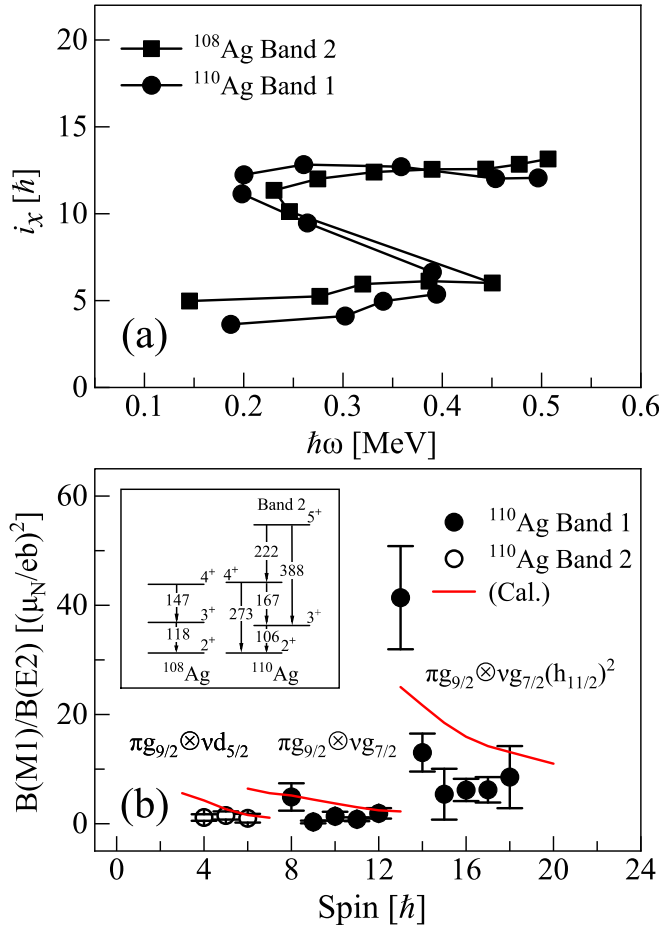 20
15
10
5
0
i_x [ħ]
¹⁰⁸Ag Band 2
¹¹⁰Ag Band 1
(a)
0.1 0.2 0.3 0.4 0.5 0.6
ħω [MeV]
60
40
20
0
B(M1)/B(E2) [(μ_N/eb)²]
Band 2
5⁺
222
388
4⁺ 4⁺
147 167
273
3⁺ 3⁺
118 106
2⁺ 2⁺
¹⁰⁸Ag ¹¹⁰Ag
¹¹⁰Ag Band 1
¹¹⁰Ag Band 2
(Cal.)
πg₉/₂⊗νg₇/₂(h₁₁/₂)²
πg₉/₂⊗νd₅/₂ πg₉/₂⊗νg₇/₂
(b)
0 4 8 12 16 20 24
Spin [ħ]